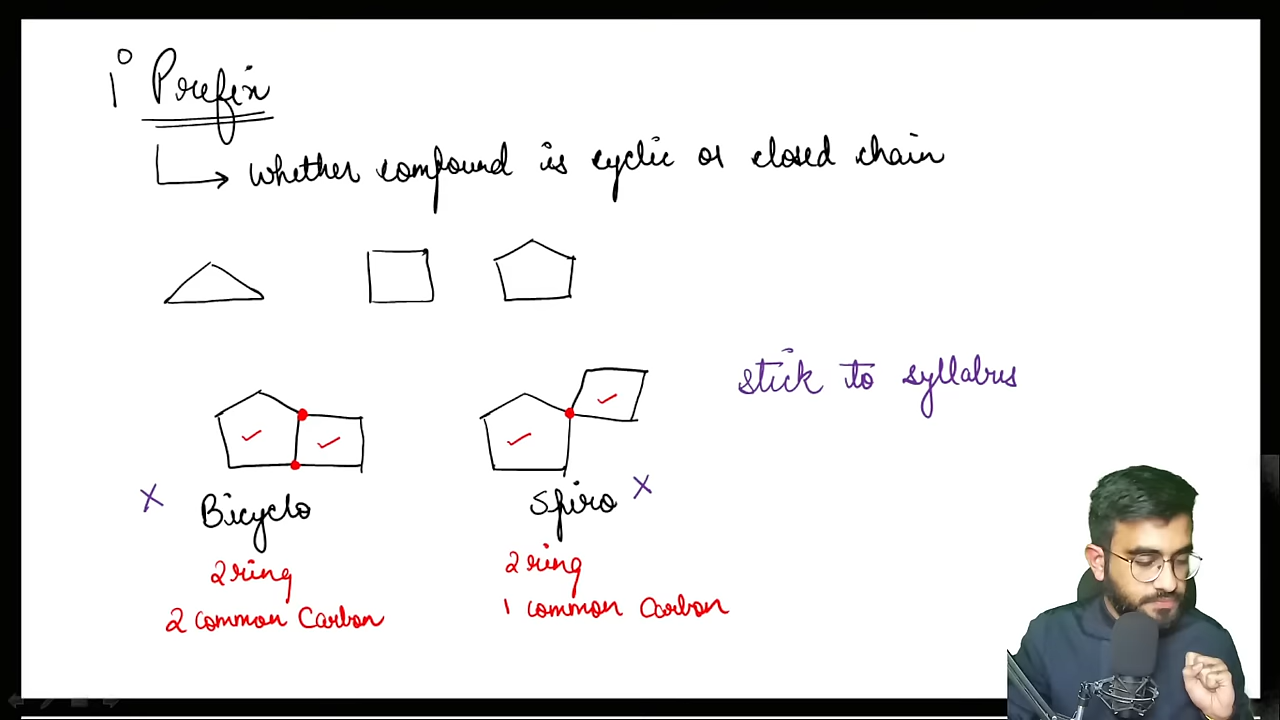 1° Prefix
whether compound is cyclic or closed chain
stick to syllabus
X Bicyclo
Spiro X
2 ring
2 ring
2 common Carbon
1 common Carbon